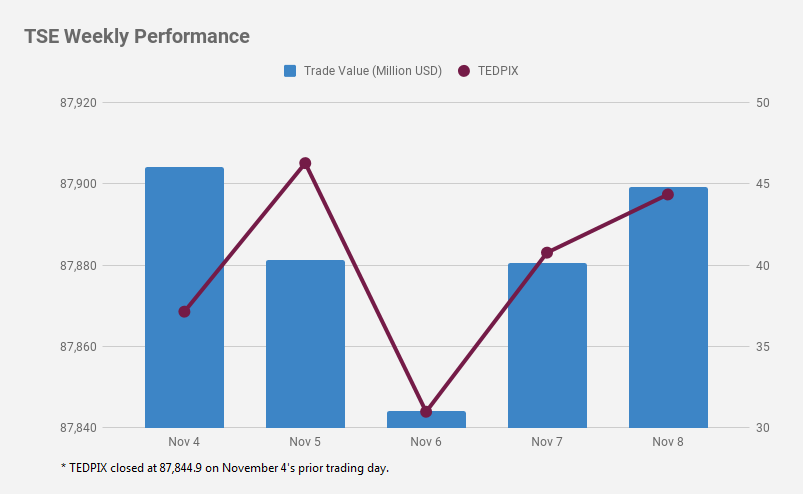 TSE Weekly Performance
Trade Value (Million USD) TEDPIX
87,920 50
87,900 45
87,880 40
87,860 35
87,840 30
Nov 4 Nov 5 Nov 6 Nov 7 Nov 8
* TEDPIX closed at 87,844.9 on November 4's prior trading day.